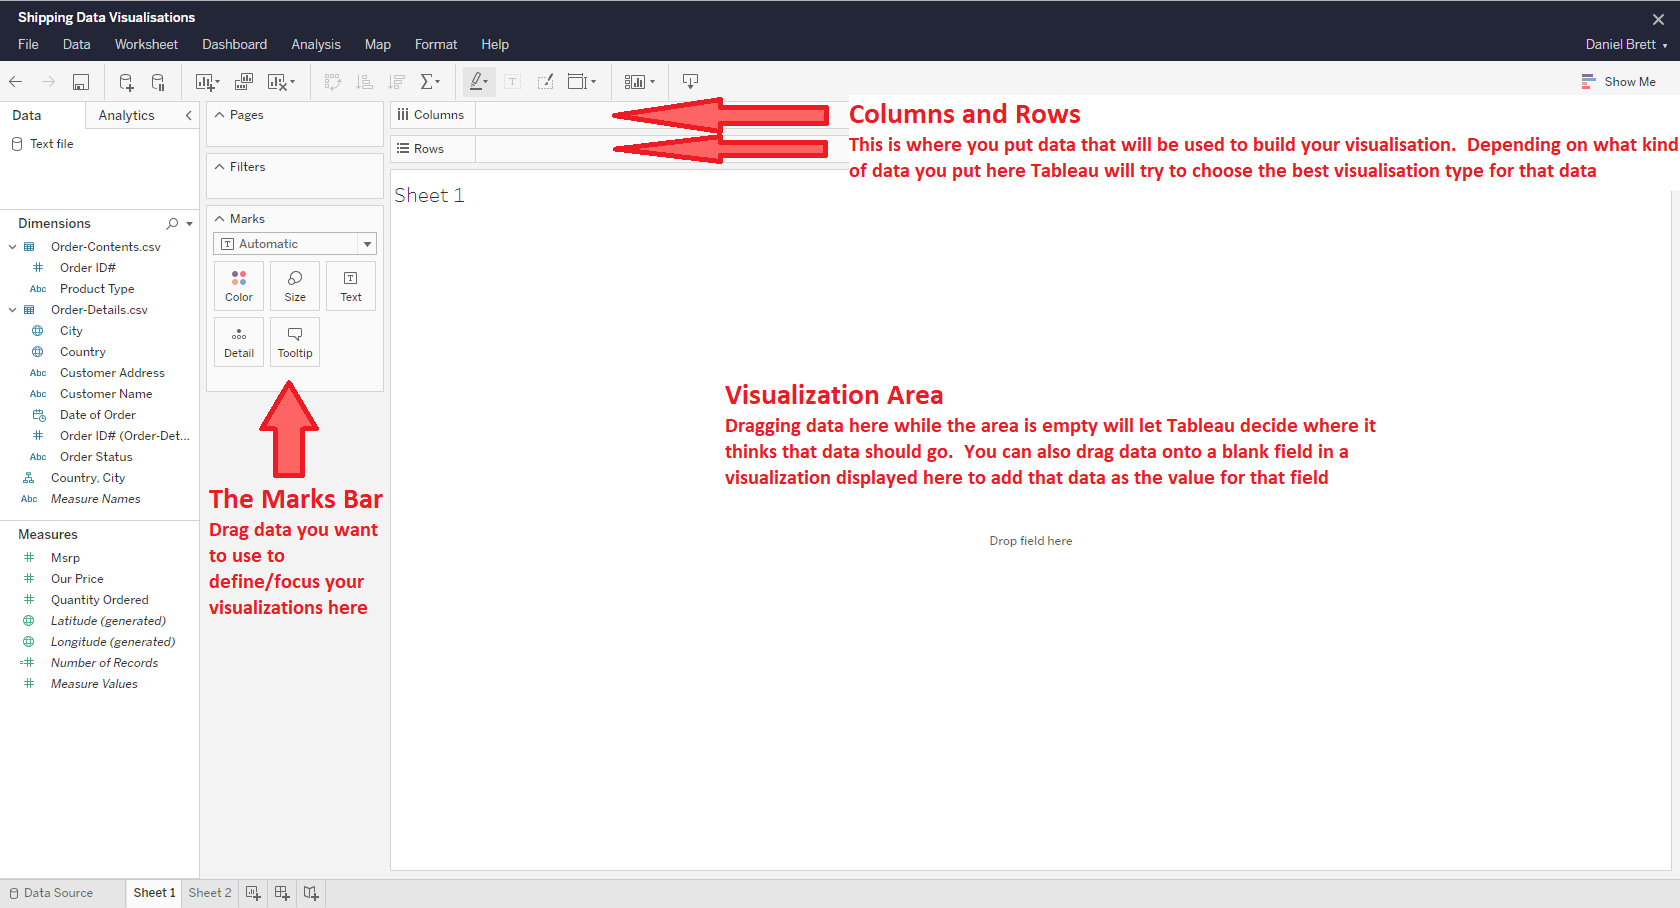 Shipping Data Visualisations
File Data Worksheet Dashboard Analysis Map Format Help
Daniel Brett
Show Me
Data Analytics
Text file
Dimensions
Order-Contents.csv
# Order ID#
Abc Product Type
Order-Details.csv
City
Country
Abc Customer Address
Abc Customer Name
Date of Order
# Order ID# (Order-Det...
Abc Order Status
Country, City
Abc Measure Names
Measures
# Msrp
# Our Price
# Quantity Ordered
Latitude (generated)
Longitude (generated)
=# Number of Records
# Measure Values
Pages
Filters
Marks
T Automatic
Color Size Text
Detail Tooltip
The Marks Bar
Drag data you want
to use to
define/focus your
visualizations here
Columns
Rows
Columns and Rows
This is where you put data that will be used to build your visualisation. Depending on what kind
of data you put here Tableau will try to choose the best visualisation type for that data
Sheet 1
Visualization Area
Dragging data here while the area is empty will let Tableau decide where it
thinks that data should go. You can also drag data onto a blank field in a
visualization displayed here to add that data as the value for that field
Drop field here
Data Source Sheet 1 Sheet 2